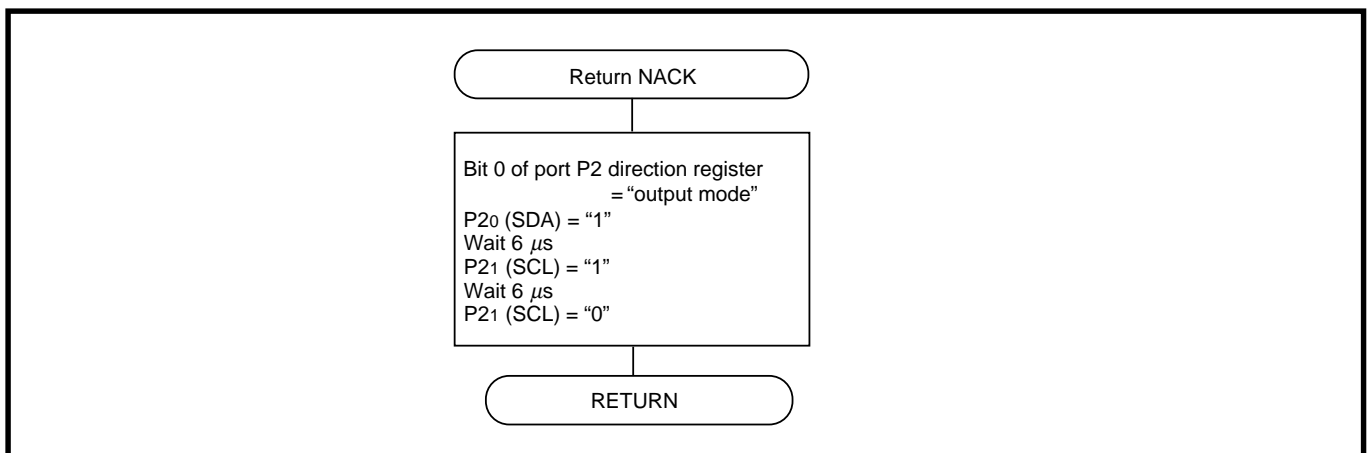 Return NACK
Bit 0 of port P2 direction register
= “output mode”
P20 (SDA) = “1”
Wait 6 μs
P21 (SCL) = “1”
Wait 6 μs
P21 (SCL) = “0”
RETURN